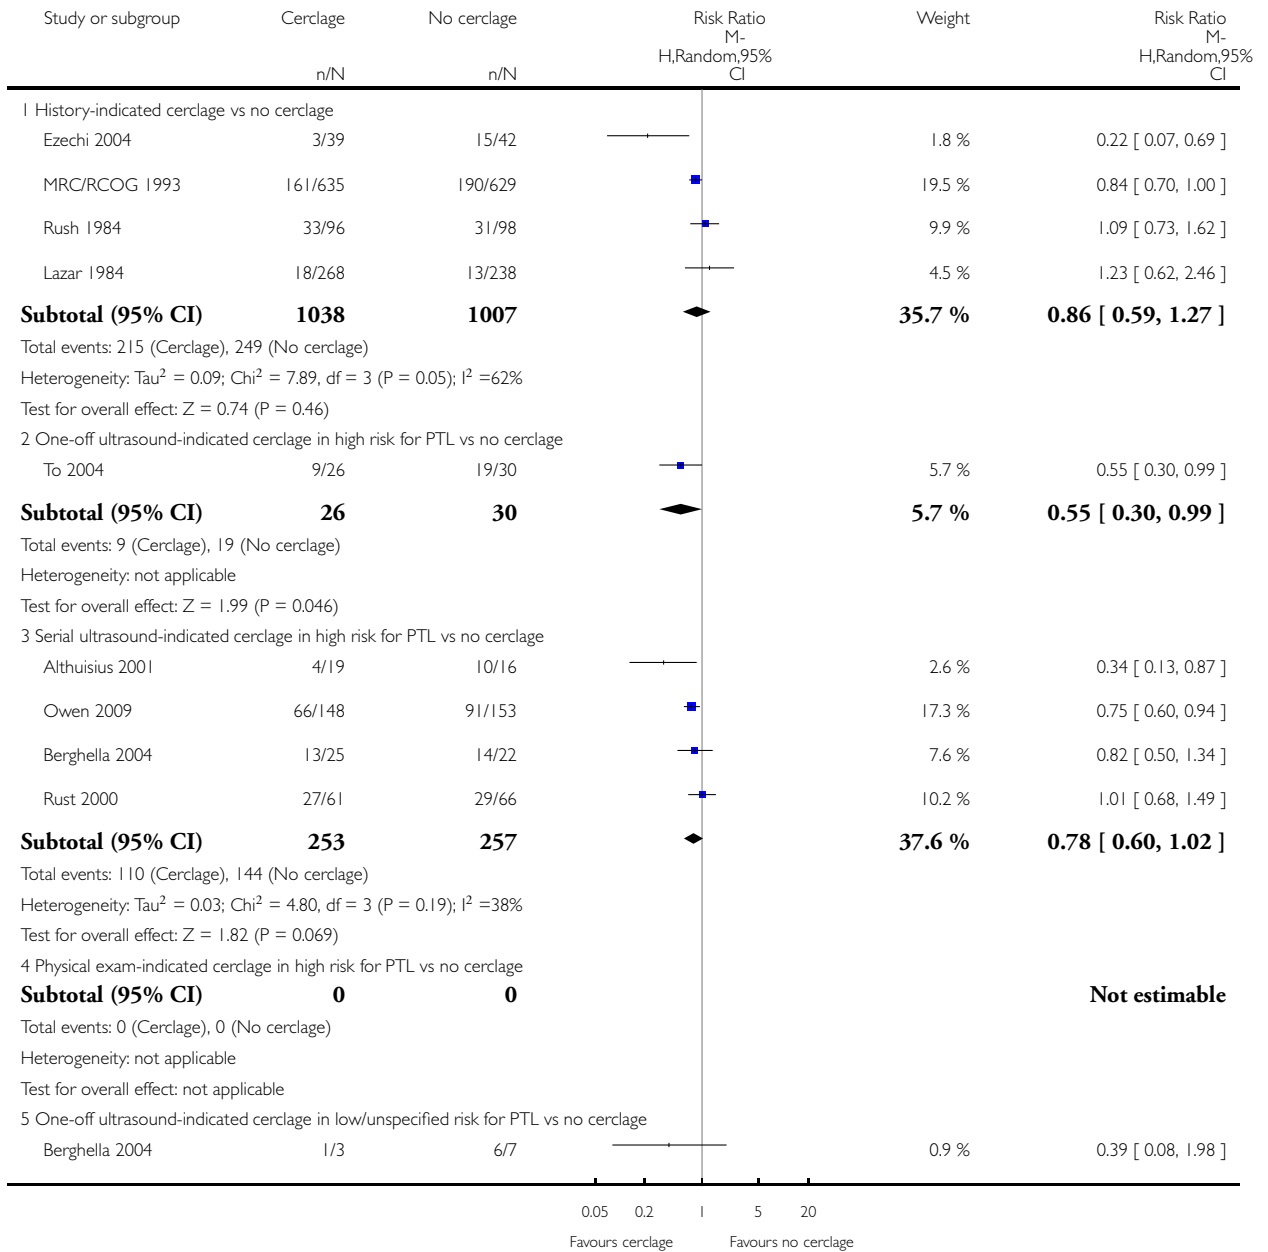 Study or subgroup Cerclage No cerclage Risk Ratio Weight Risk Ratio
M- M-
H,Random,95% H,Random,95%
n/N n/N CI CI
1 History-indicated cerclage vs no cerclage
Ezechi 2004 3/39 15/42 1.8 % 0.22 [ 0.07, 0.69 ]
MRC/RCOG 1993 161/635 190/629 19.5 % 0.84 [ 0.70, 1.00 ]
Rush 1984 33/96 31/98 9.9 % 1.09 [ 0.73, 1.62 ]
Lazar 1984 18/268 13/238 4.5 % 1.23 [ 0.62, 2.46 ]
Subtotal (95% CI) 1038 1007 35.7 % 0.86 [ 0.59, 1.27 ]
Total events: 215 (Cerclage), 249 (No cerclage)
Heterogeneity: Tau² = 0.09; Chi² = 7.89, df = 3 (P = 0.05); I² =62%
Test for overall effect: Z = 0.74 (P = 0.46)
2 One-off ultrasound-indicated cerclage in high risk for PTL vs no cerclage
To 2004 9/26 19/30 5.7 % 0.55 [ 0.30, 0.99 ]
Subtotal (95% CI) 26 30 5.7 % 0.55 [ 0.30, 0.99 ]
Total events: 9 (Cerclage), 19 (No cerclage)
Heterogeneity: not applicable
Test for overall effect: Z = 1.99 (P = 0.046)
3 Serial ultrasound-indicated cerclage in high risk for PTL vs no cerclage
Althuisius 2001 4/19 10/16 2.6 % 0.34 [ 0.13, 0.87 ]
Owen 2009 66/148 91/153 17.3 % 0.75 [ 0.60, 0.94 ]
Berghella 2004 13/25 14/22 7.6 % 0.82 [ 0.50, 1.34 ]
Rust 2000 27/61 29/66 10.2 % 1.01 [ 0.68, 1.49 ]
Subtotal (95% CI) 253 257 37.6 % 0.78 [ 0.60, 1.02 ]
Total events: 110 (Cerclage), 144 (No cerclage)
Heterogeneity: Tau² = 0.03; Chi² = 4.80, df = 3 (P = 0.19); I² =38%
Test for overall effect: Z = 1.82 (P = 0.069)
4 Physical exam-indicated cerclage in high risk for PTL vs no cerclage
Subtotal (95% CI) 0 0 Not estimable
Total events: 0 (Cerclage), 0 (No cerclage)
Heterogeneity: not applicable
Test for overall effect: not applicable
5 One-off ultrasound-indicated cerclage in low/unspecified risk for PTL vs no cerclage
Berghella 2004 1/3 6/7 0.9 % 0.39 [ 0.08, 1.98 ]
0.05 0.2 1 5 20
Favours cerclage Favours no cerclage